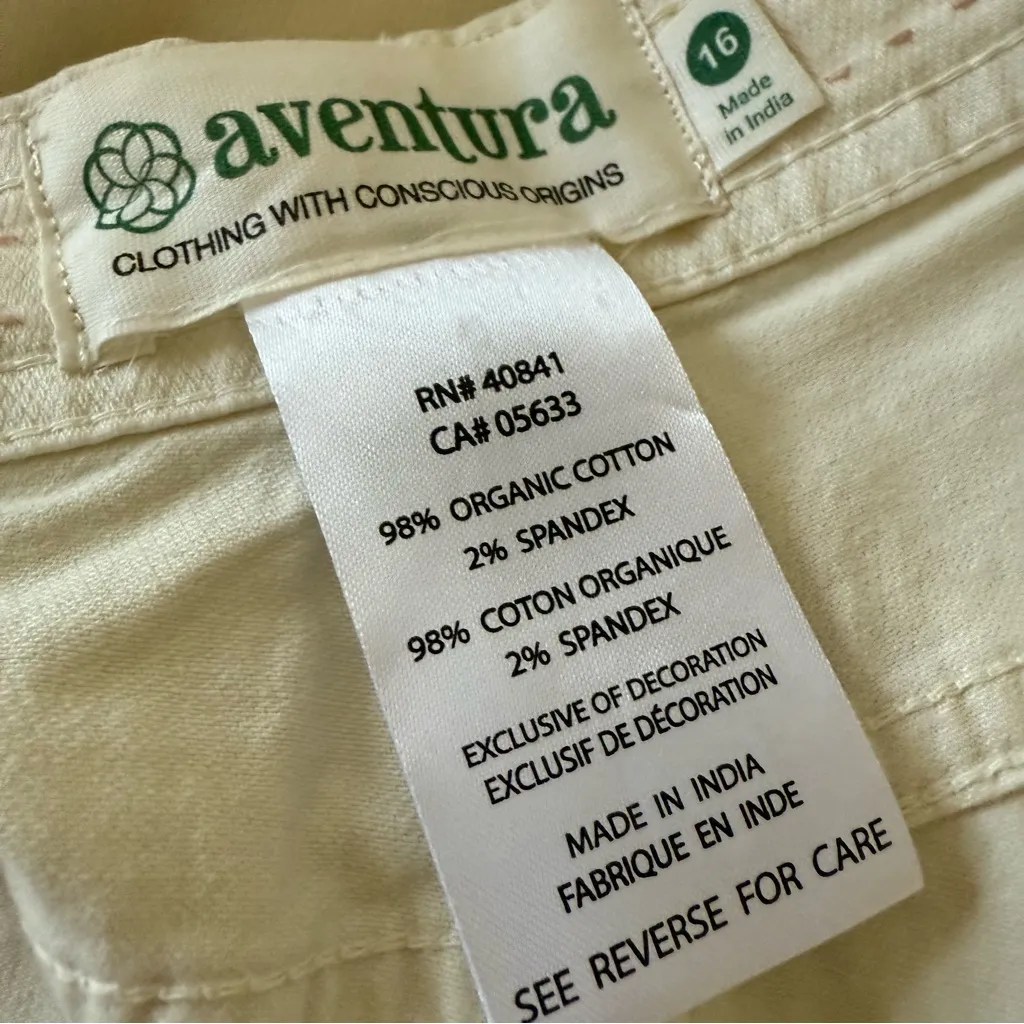 aventura
CLOTHING WITH CONSCIOUS ORIGINS
16
Made
in India
RN# 40841
CA# 05633
98% ORGANIC COTTON
2% SPANDEX
98% COTON ORGANIQUE
2% SPANDEX
EXCLUSIVE OF DECORATION
EXCLUSIF DE DÉCORATION
MADE IN INDIA
FABRIQUE EN INDE
SEE REVERSE FOR CARE